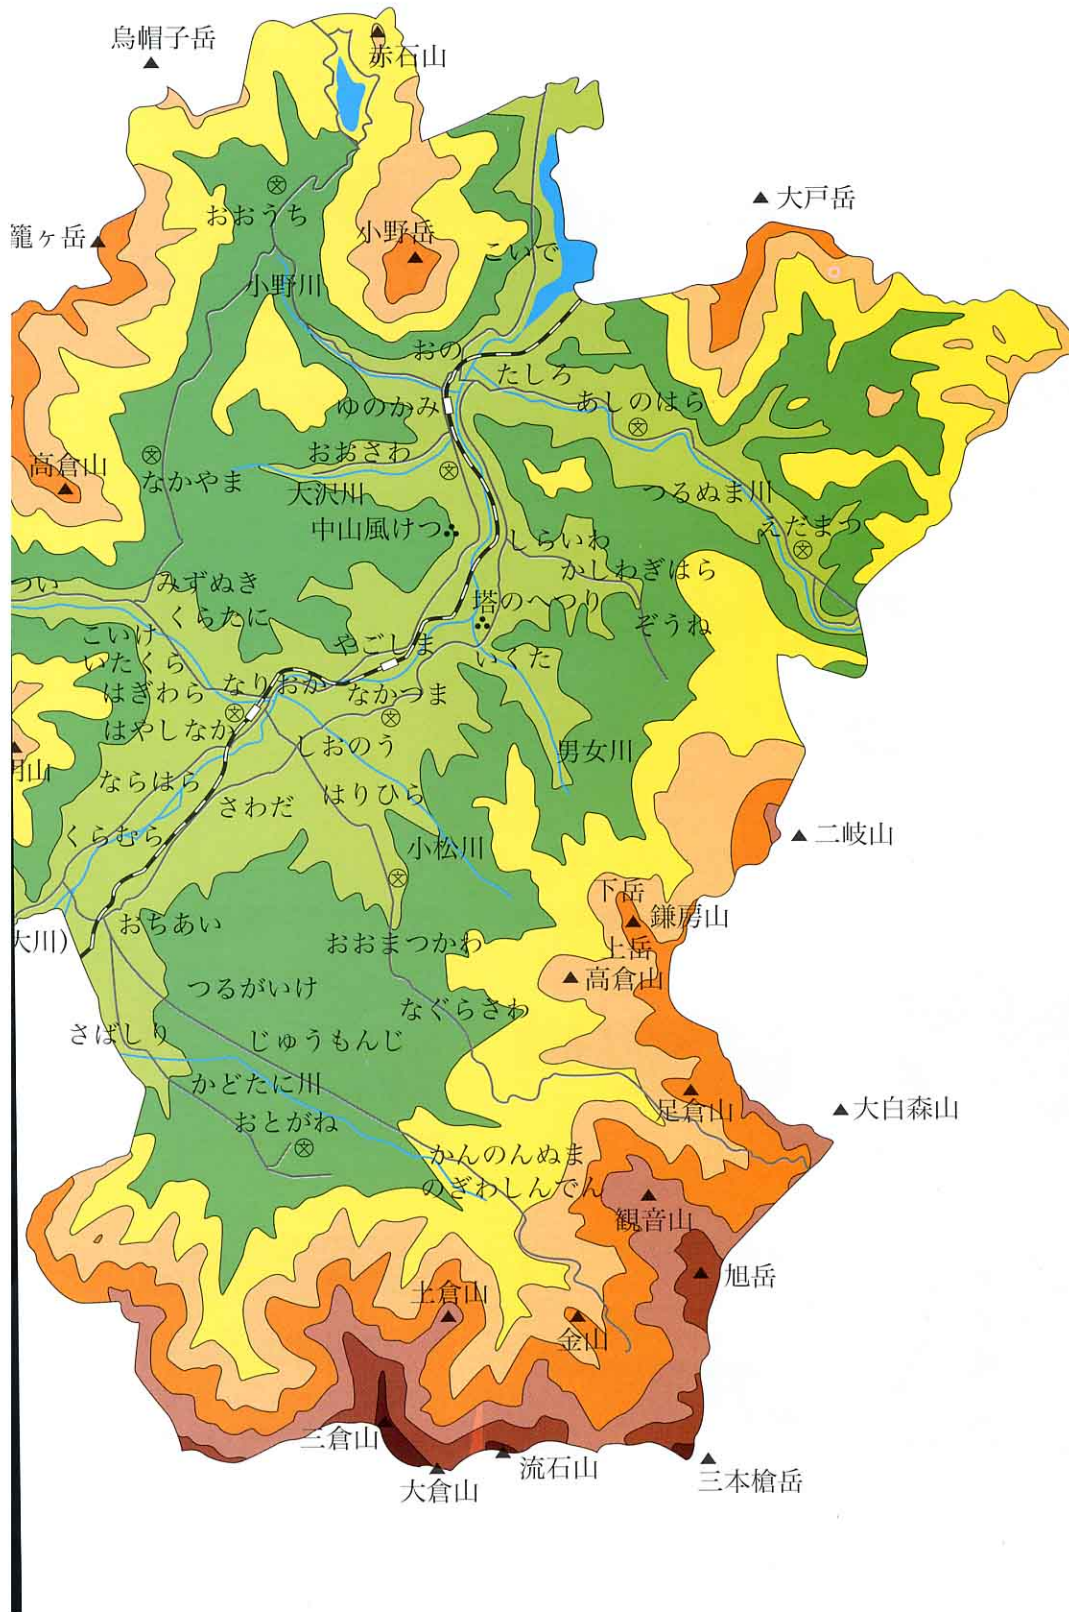 烏帽子岳
赤石山
大戸岳
おおうち
籠ヶ岳
小野岳
こいで
小野川
おの
たしろ
ゆのかみ
あしのはら
おおさわ
高倉山
なかやま
大沢川
つるぬま川
中山風けつ
えだまつ
しらいわ
かしわぎはら
つい
みずぬき
くらたに
塔のへつり
ぞうね
こいけ
やごしま
いたくら
いくた
はぎわら
なりおか
なかつま
はやしなか
しおのう
男女川
明山
ならはら
さわだ
はりひら
くらむら
小松川
二岐山
下岳
鎌房山
おちあい
大川)
おおまつかわ
上岳
高倉山
つるがいけ
なぐらさわ
さばしり
じゅうもんじ
かどたに川
足倉山
大白森山
おとがね
かんのんぬま
のぎわしんでん
観音山
旭岳
土倉山
金山
三倉山
流石山
大倉山
三本槍岳